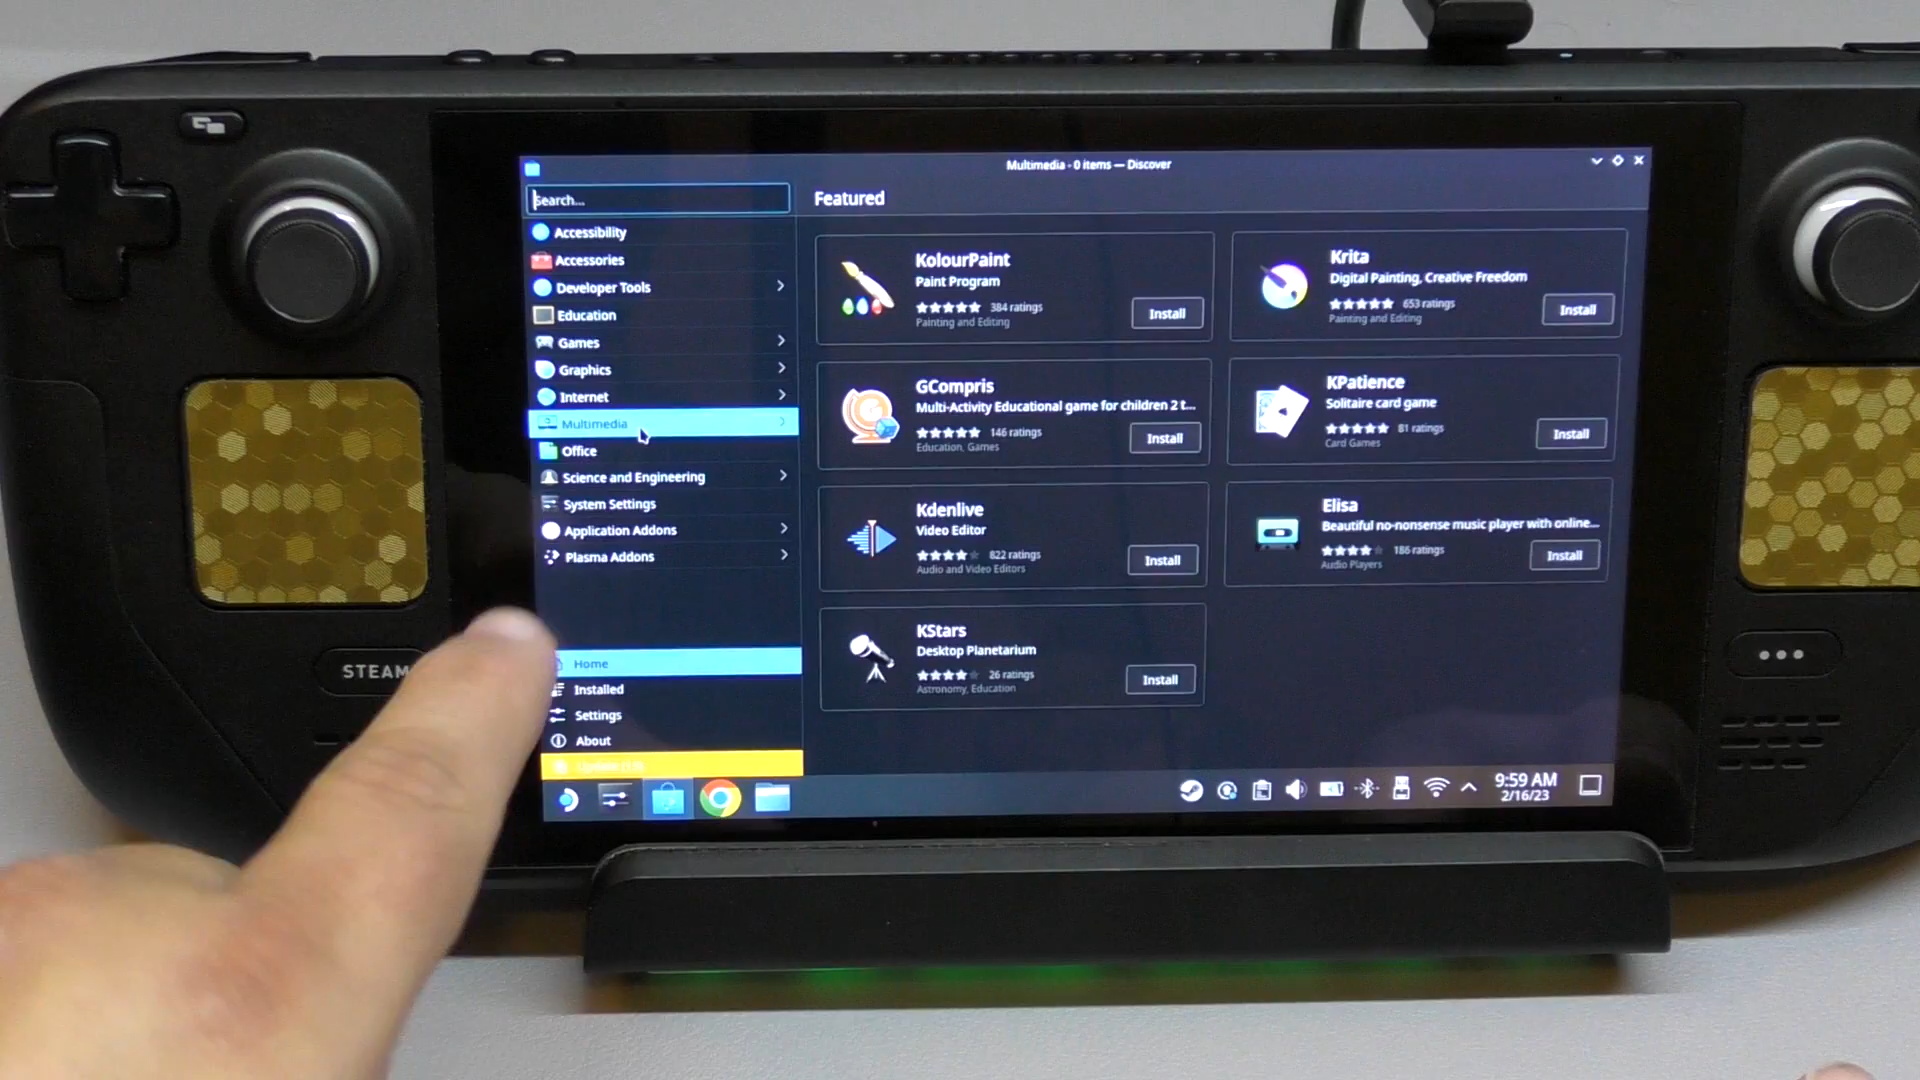 Multimedia - 0 items — Discover
Search...
Featured
Accessibility
Accessories
Developer Tools
Education
Games
Graphics
Internet
Multimedia
Office
Science and Engineering
System Settings
Application Addons
Plasma Addons
Home
Installed
Settings
About
KolourPaint
Paint Program
384 ratings
Painting and Editing
Install
Krita
Digital Painting, Creative Freedom
653 ratings
Painting and Editing
Install
GCompris
Multi-Activity Educational game for children 2 t...
146 ratings
Education, Games
Install
KPatience
Solitaire card game
81 ratings
Card Games
Install
Kdenlive
Video Editor
822 ratings
Audio and Video Editors
Install
Elisa
Beautiful no-nonsense music player with online...
186 ratings
Audio Players
Install
KStars
Desktop Planetarium
26 ratings
Astronomy, Education
Install
9:59 AM
2/16/23
STEAM